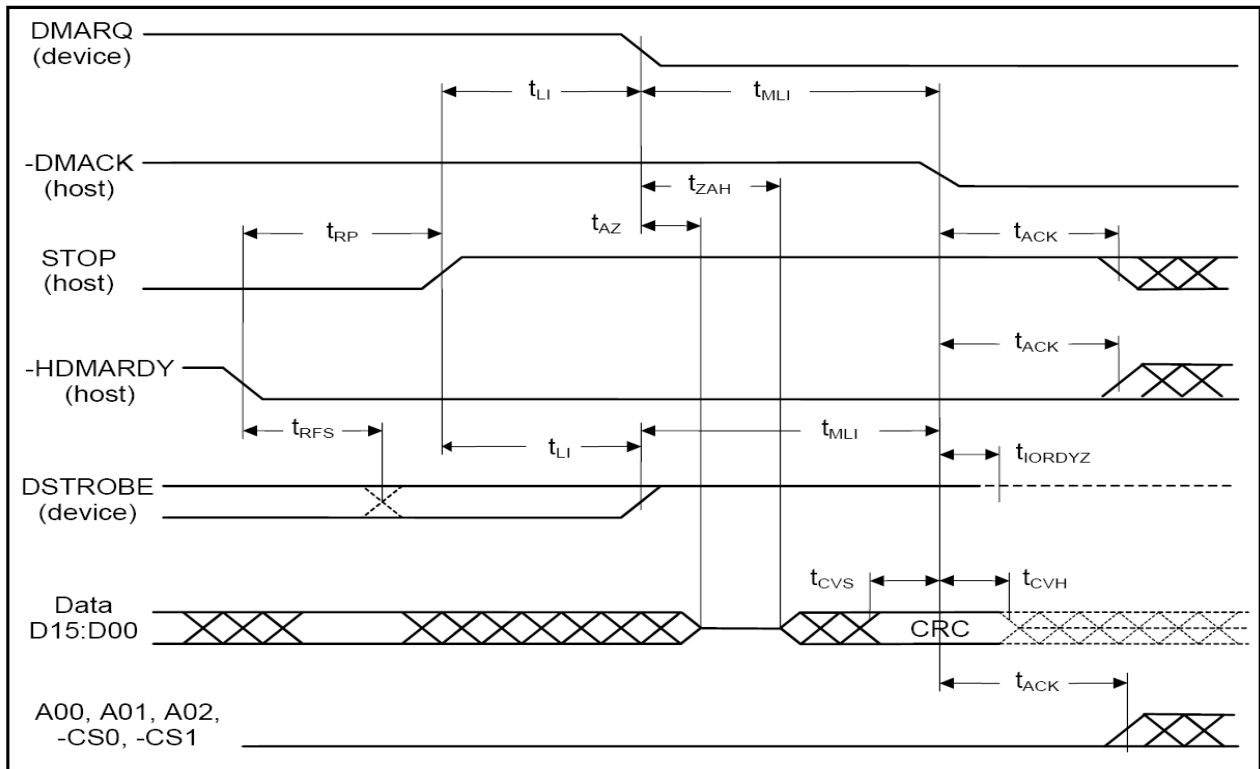 DMARQ
(device)
tLI
tMLI
-DMACK
(host)
tZAH
tAZ
tRP
tACK
STOP
(host)
tACK
-HDMARDY
(host)
tRFS
tMLI
tLI
tIORDYZ
DSTROBE
(device)
tCVS
tCVH
Data
D15:D00
CRC
tACK
A00, A01, A02,
-CS0, -CS1